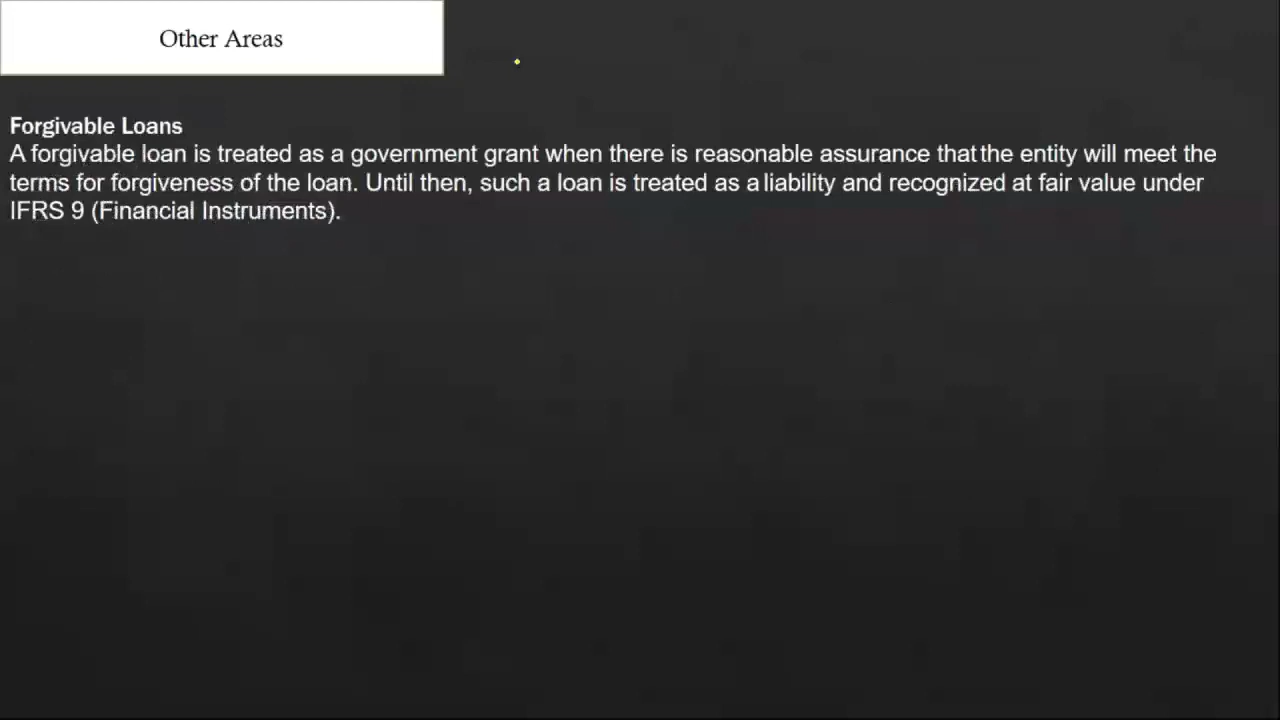 Other Areas
Forgivable Loans
A forgivable loan is treated as a government grant when there is reasonable assurance that the entity will meet the
terms for forgiveness of the loan. Until then, such a loan is treated as a liability and recognized at fair value under
IFRS 9 (Financial Instruments).